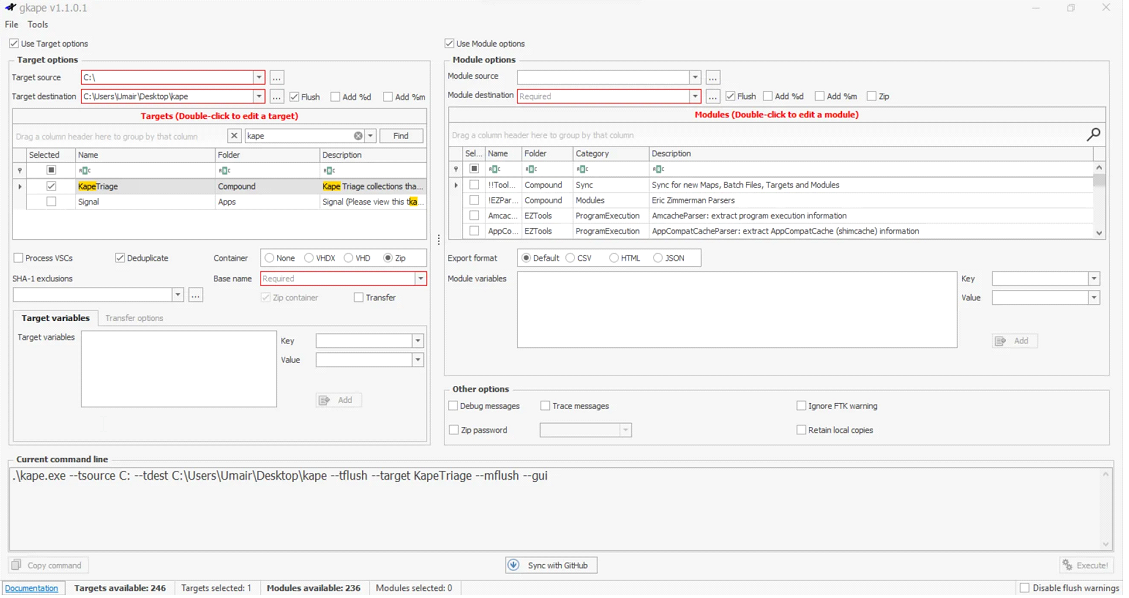 gkape v1.1.0.1
File Tools
Use Target options
Target options
Target source C:\
Target destination C:\Users\Umair\Desktop\kape Flush Add %d Add %m
Targets (Double-click to edit a target)
Drag a column header here to group by that column kape Find
Selected Name Folder Description
KapeTriage Compound Kape Triage collections tha...
Signal Apps Signal (Please view this tka...
Process VSCs Deduplicate Container None VHDX VHD Zip
SHA-1 exclusions Base name Required
Zip container Transfer
Target variables Transfer options
Target variables Key
Value
Add
Use Module options
Module options
Module source
Module destination Required Flush Add %d Add %m Zip
Modules (Double-click to edit a module)
Drag a column header here to group by that column
Sel... Name Folder Category Description
!!Tool... Compound Sync Sync for new Maps, Batch Files, Targets and Modules
!EZPar... Compound Modules Eric Zimmerman Parsers
Amcac... EZTools ProgramExecution AmcacheParser: extract program execution information
AppCo... EZTools ProgramExecution AppCompatCacheParser: extract AppCompatCache (shimcache) information
Export format Default CSV HTML JSON
Module variables Key
Value
Add
Other options
Debug messages Trace messages Ignore FTK warning
Zip password Retain local copies
Current command line
.\kape.exe --tsource C: --tdest C:\Users\Umair\Desktop\kape --tflush --target KapeTriage --mflush --gui
Copy command Sync with GitHub Execute!
Documentation Targets available: 246 Targets selected: 1 Modules available: 236 Modules selected: 0 Disable flush warnings